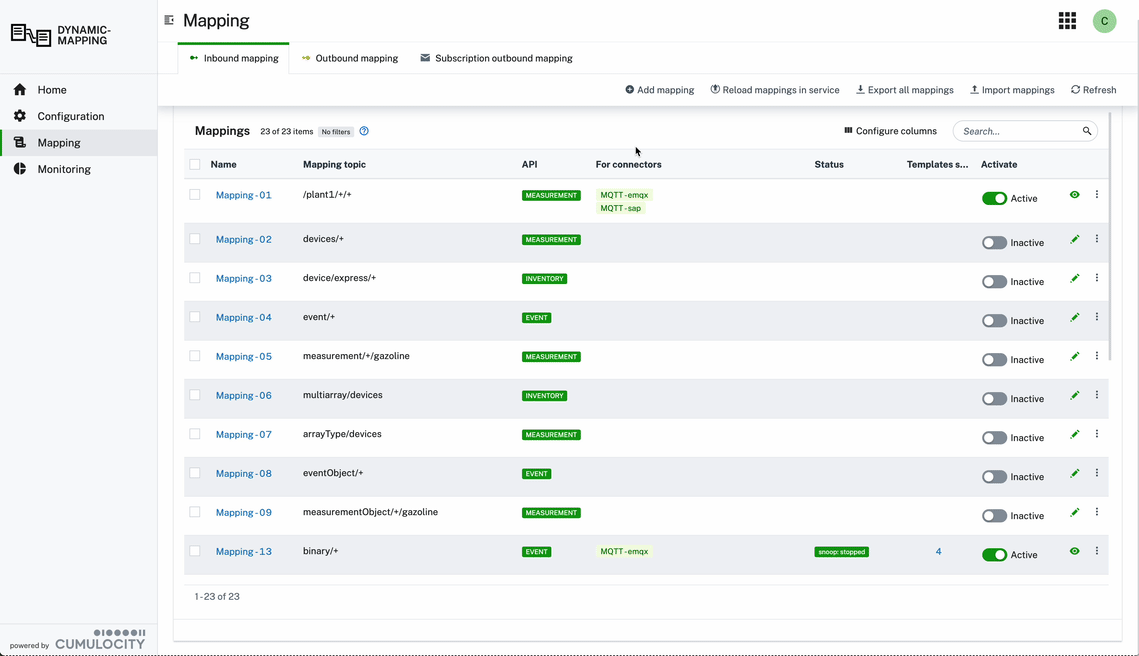 DYNAMIC-
MAPPING
Mapping
C
Home
Configuration
Mapping
Monitoring
Inbound mapping
Outbound mapping
Subscription outbound mapping
Add mapping
Reload mappings in service
Export all mappings
Import mappings
Refresh
Mappings
23 of 23 items
No filters
Configure columns
Search...
Name Mapping topic API For connectors Status Templates s... Activate
Mapping - 01 /plant1/+/+ MEASUREMENT MQTT-emqx Active
MQTT-sap
Mapping - 02 devices/+ MEASUREMENT Inactive
Mapping - 03 device/express/+ INVENTORY Inactive
Mapping - 04 event/+ EVENT Inactive
Mapping - 05 measurement/+/gazoline MEASUREMENT Inactive
Mapping - 06 multiarray/devices INVENTORY Inactive
Mapping - 07 arrayType/devices MEASUREMENT Inactive
Mapping - 08 eventObject/+ EVENT Inactive
Mapping - 09 measurementObject/+/gazoline MEASUREMENT Inactive
Mapping - 13 binary/+ EVENT MQTT-emqx snoop: stopped 4 Active
1-23 of 23
powered by CUMULOCITY